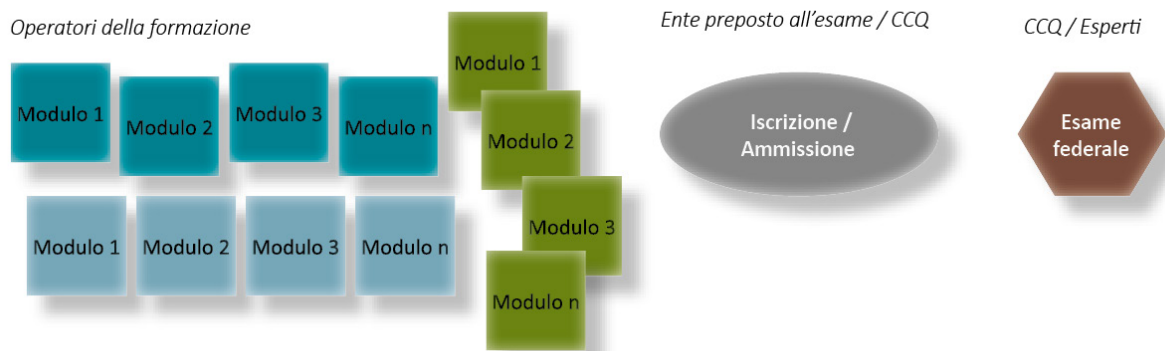 Operatori della formazione
Modulo 1
Modulo 2
Modulo 3
Modulo n
Modulo 1
Modulo 2
Modulo 3
Modulo n
Modulo 1
Modulo 2
Modulo 3
Modulo n
Ente preposto all'esame / CCQ
Iscrizione /
Ammissione
CCQ / Esperti
Esame
federale